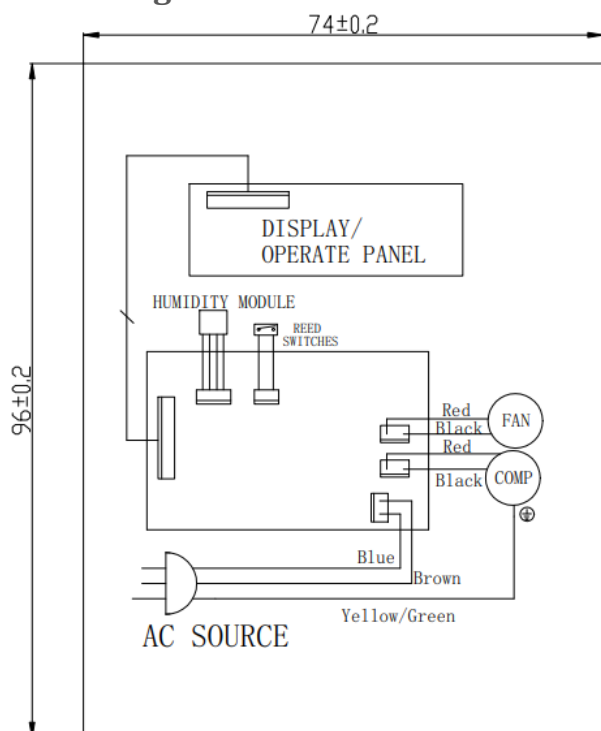 74±0.2
96±0.2
DISPLAY/
OPERATE PANEL
HUMIDITY MODULE
REED
SWITCHES
Red
Black
FAN
Red
Black
COMP
Blue
Brown
Yellow/Green
AC SOURCE